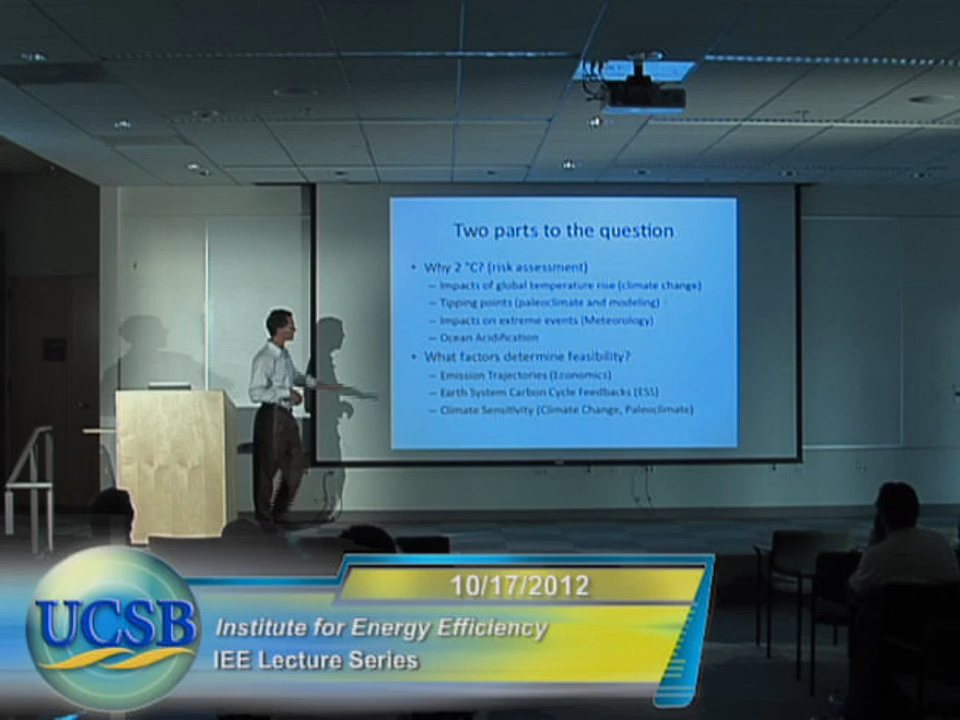 Two parts to the question
• Why 2 °C? (risk assessment)
– Impacts of global temperature rise (climate change)
– Tipping points (paleoclimate and modeling)
– Impacts on extreme events (Meteorology)
– Ocean Acidification
• What factors determine feasibility?
– Emission Trajectories (Economics)
– Earth System Carbon Cycle Feedbacks (ESS)
– Climate Sensitivity (Climate Change, Paleoclimate)
10/17/2012
UCSB
Institute for Energy Efficiency
IEE Lecture Series